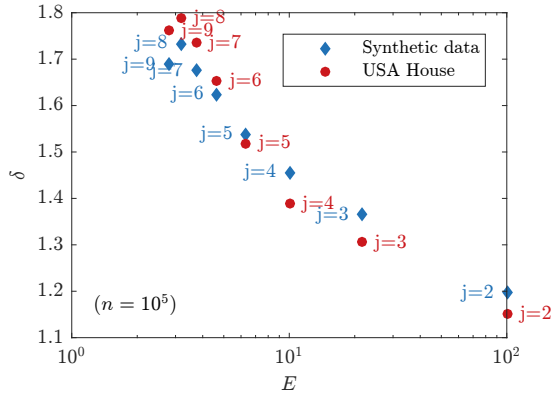 1.8
1.7
1.6
1.5
1.4
1.3
1.2
1.1
δ
10⁰
10¹
10²
E
Synthetic data
USA House
j=8
j=8
j=9
j=7
j=9
j=7
j=6
j=6
j=5
j=5
j=4
j=4
j=3
j=3
j=2
j=2
(n = 10⁵)